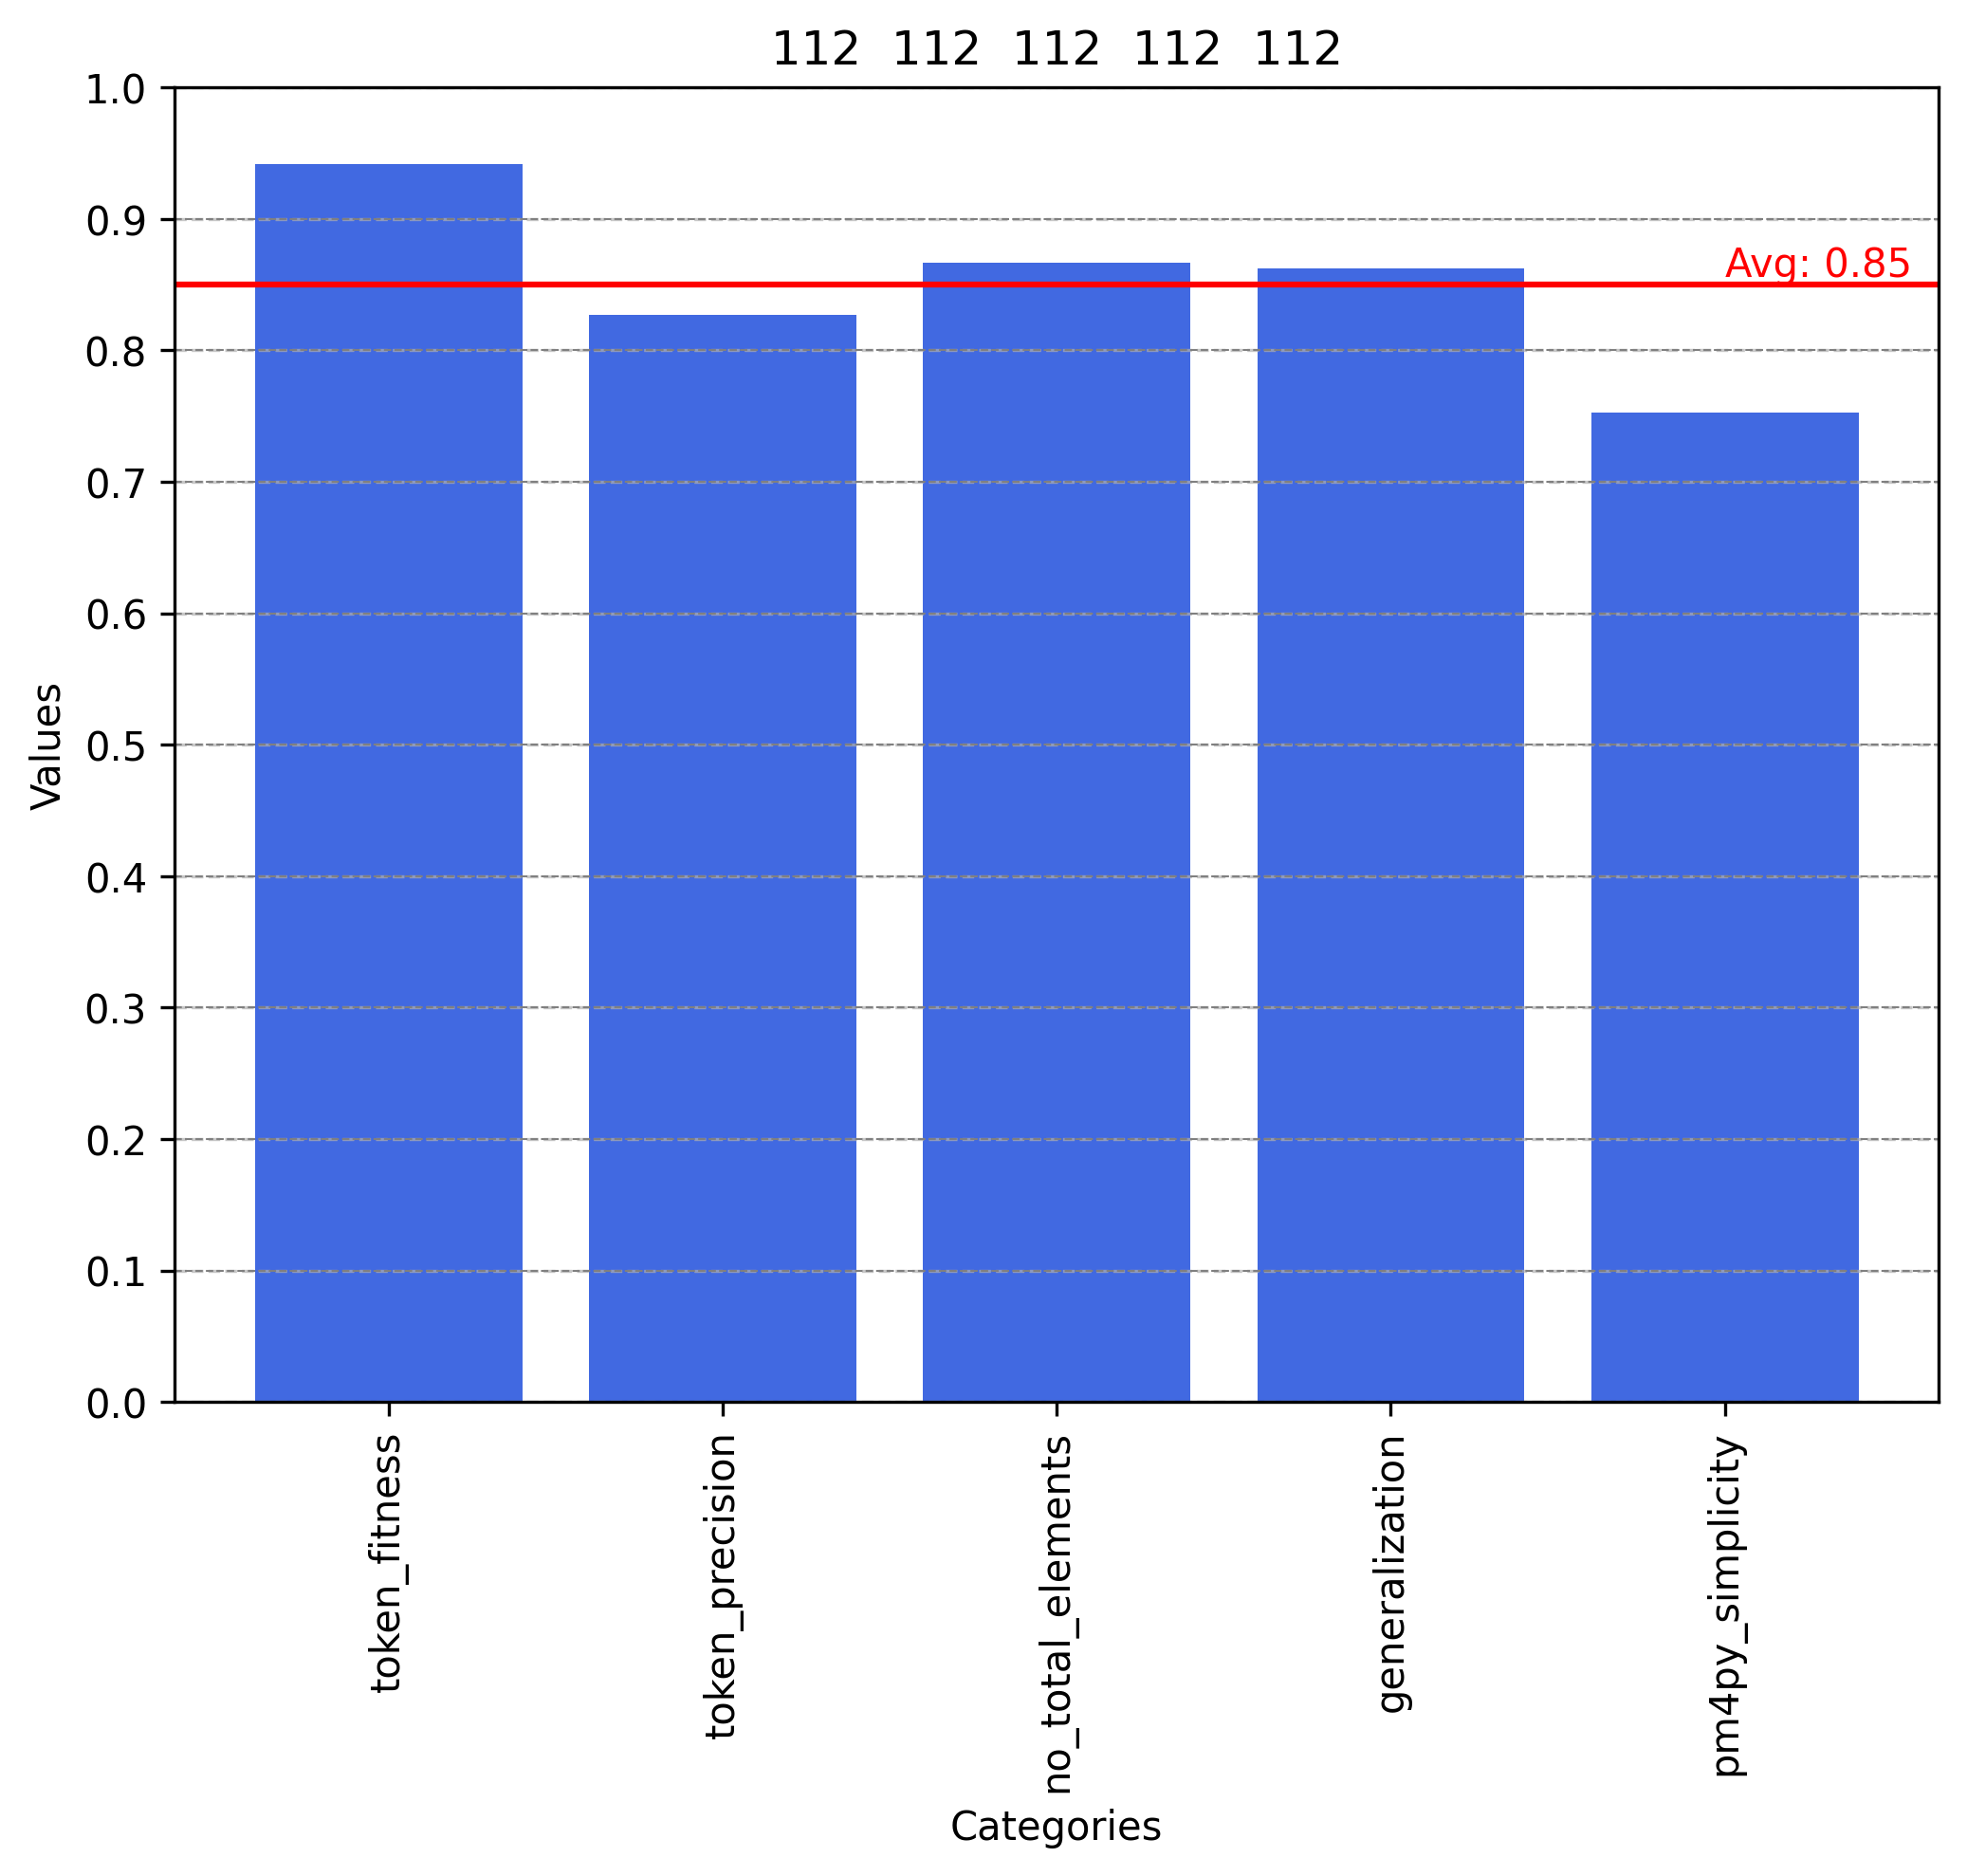 112 112 112 112 112
1.0
0.9
0.8
0.7
0.6
0.5
0.4
0.3
0.2
0.1
0.0
Values
Avg: 0.85
token_fitness
token_precision
no_total_elements
generalization
pm4py_simplicity
Categories